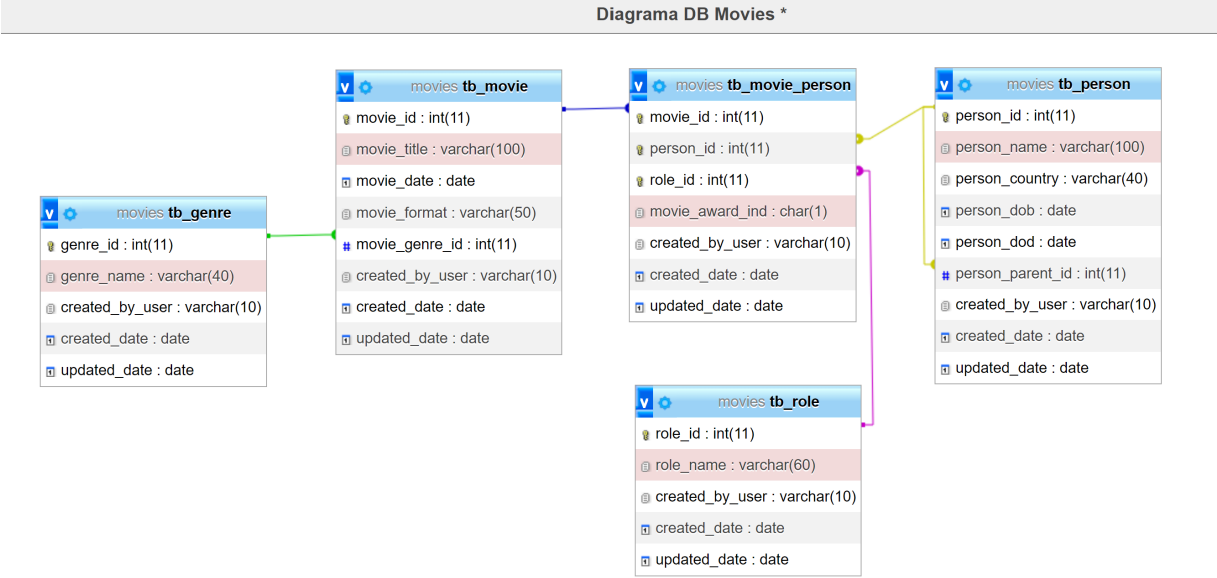 Diagrama DB Movies *
movies tb_genre
genre_id : int(11)
genre_name : varchar(40)
created_by_user : varchar(10)
created_date : date
updated_date : date
movies tb_movie
movie_id : int(11)
movie_title : varchar(100)
movie_date : date
movie_format : varchar(50)
movie_genre_id : int(11)
created_by_user : varchar(10)
created_date : date
updated_date : date
movies tb_movie_person
movie_id : int(11)
person_id : int(11)
role_id : int(11)
movie_award_ind : char(1)
created_by_user : varchar(10)
created_date : date
updated_date : date
movies tb_role
role_id : int(11)
role_name : varchar(60)
created_by_user : varchar(10)
created_date : date
updated_date : date
movies tb_person
person_id : int(11)
person_name : varchar(100)
person_country : varchar(40)
person_dob : date
person_dod : date
person_parent_id : int(11)
created_by_user : varchar(10)
created_date : date
updated_date : date